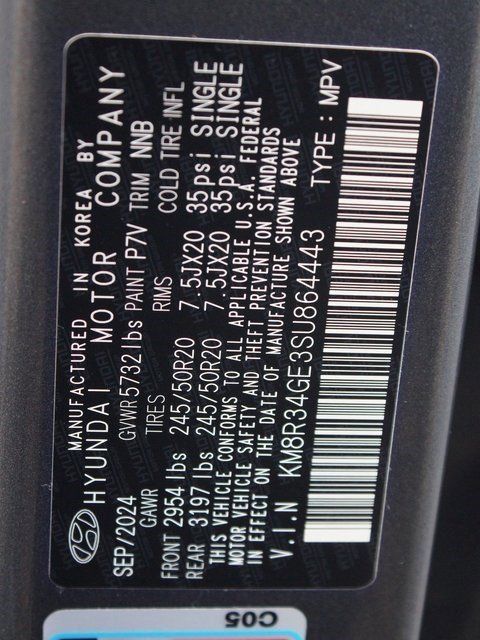 MANUFACTURED IN KOREA BY
HYUNDAI MOTOR COMPANY
SEP/2024 GVWR 5732 lbs PAINT P7V TRIM NNB
GAWR TIRES RIMS COLD TIRE INFL
FRONT 2954 lbs 245/50R20 7.5JX20 35psi SINGLE
REAR 3197 lbs 245/50R20 7.5JX20 35psi SINGLE
THIS VEHICLE CONFORMS TO ALL APPLICABLE U.S.A. FEDERAL
MOTOR VEHICLE SAFETY AND THEFT PREVENTION STANDARDS
IN EFFECT ON THE DATE OF MANUFACTURE SHOWN ABOVE
V.I.N KM8R34GE3SU864443 TYPE : MPV
C05